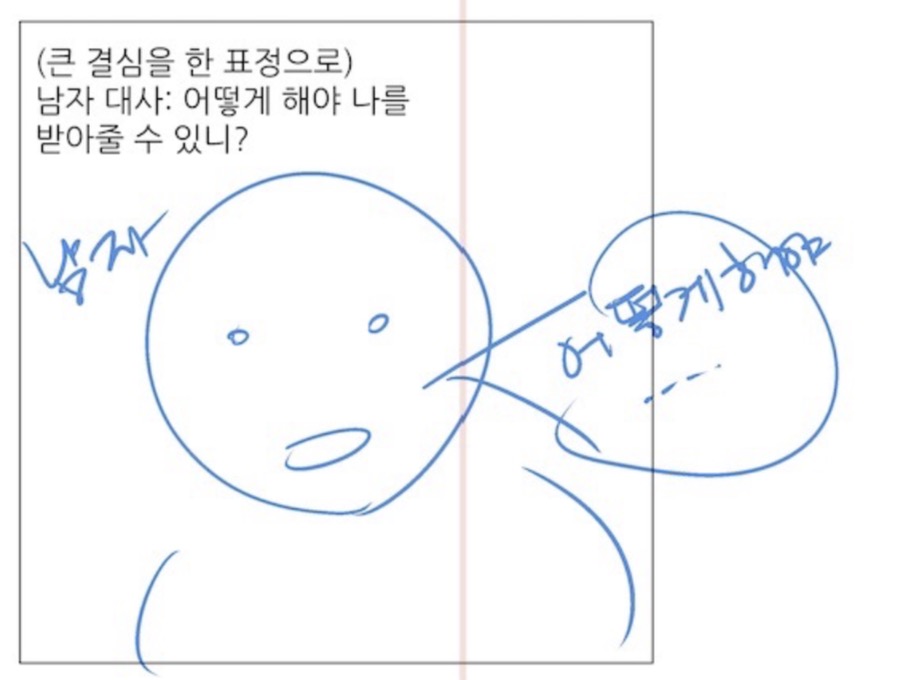 (큰 결심을 한 표정으로)
남자 대사: 어떻게 해야 나를
받아줄 수 있니?
남자
어떻게 해야
-----